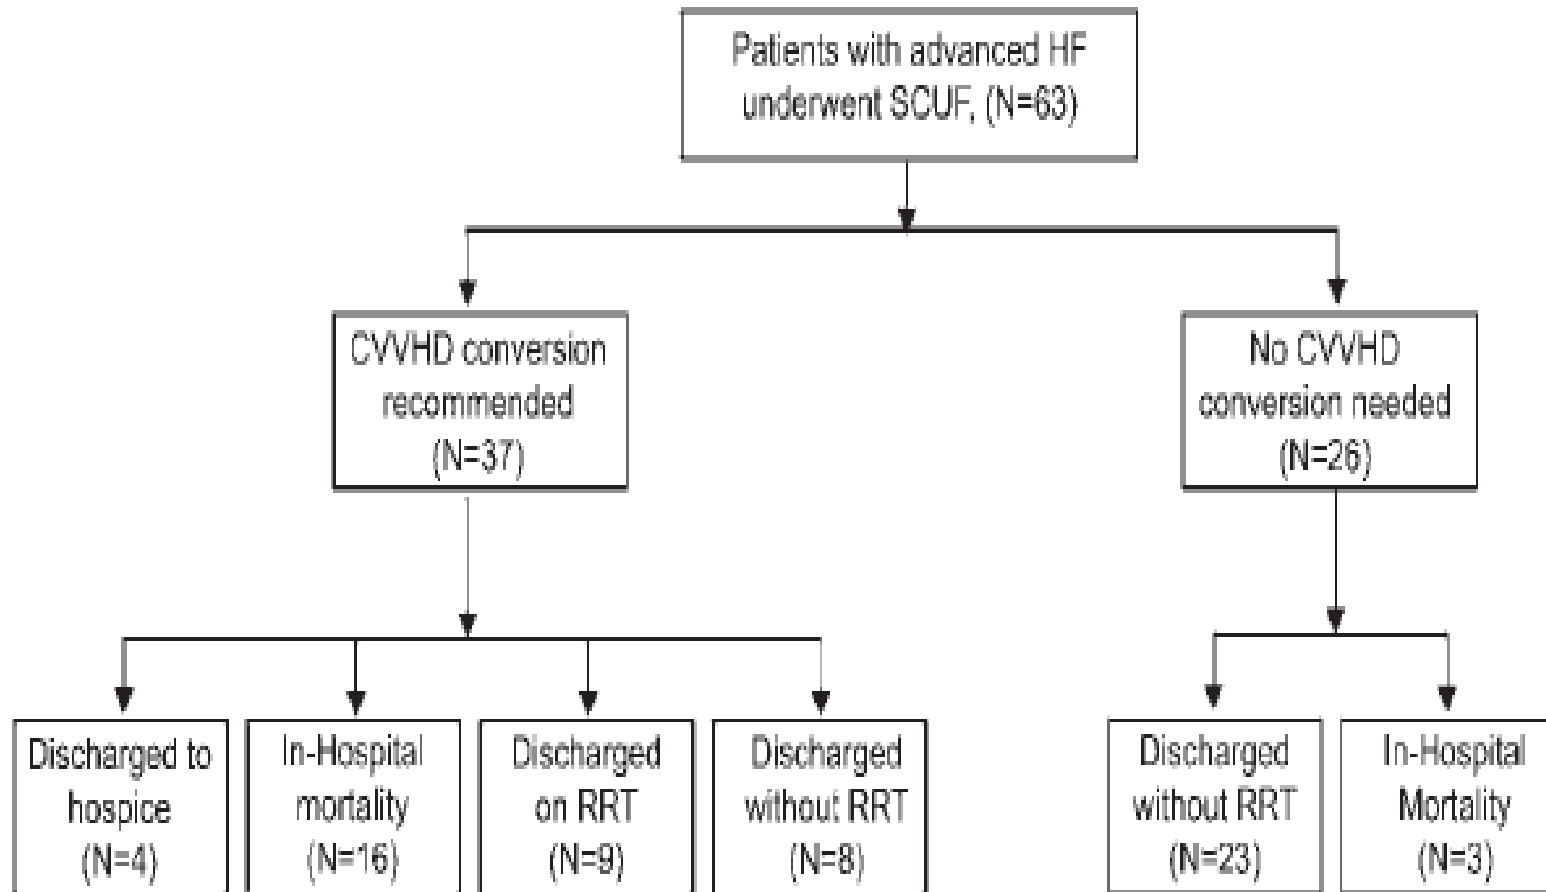 Patients with advanced HF
underwent SCUF, (N=63)
CVVHD conversion
recommended
(N=37)
No CVVHD
conversion needed
(N=26)
Discharged to
hospice
(N=4)
In-Hospital
mortality
(N=16)
Discharged
on RRT
(N=9)
Discharged
without RRT
(N=8)
Discharged
without RRT
(N=23)
In-Hospital
Mortality
(N=3)